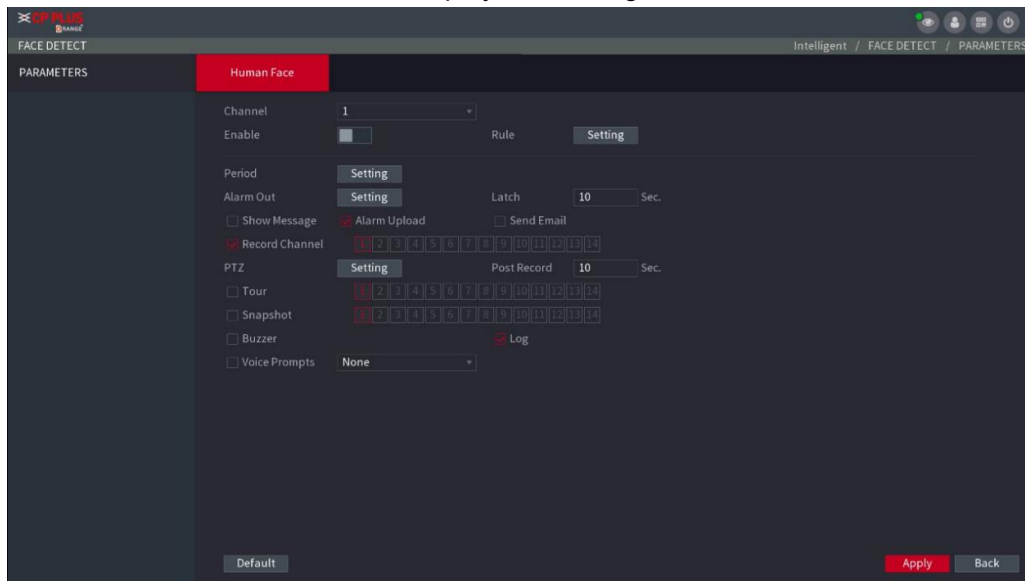 CP PLUS
ORANGE
FACE DETECT
Intelligent / FACE DETECT / PARAMETERS
PARAMETERS
Human Face
Channel 1
Enable Rule Setting
Period Setting
Alarm Out Setting Latch 10 Sec.
Show Message Alarm Upload Send Email
Record Channel 1 2 3 4 5 6 7 8 9 10 11 12 13 14
PTZ Setting Post Record 10 Sec.
Tour 1 2 3 4 5 6 7 8 9 10 11 12 13 14
Snapshot 1 2 3 4 5 6 7 8 9 10 11 12 13 14
Buzzer Log
Voice Prompts None
Default Apply Back